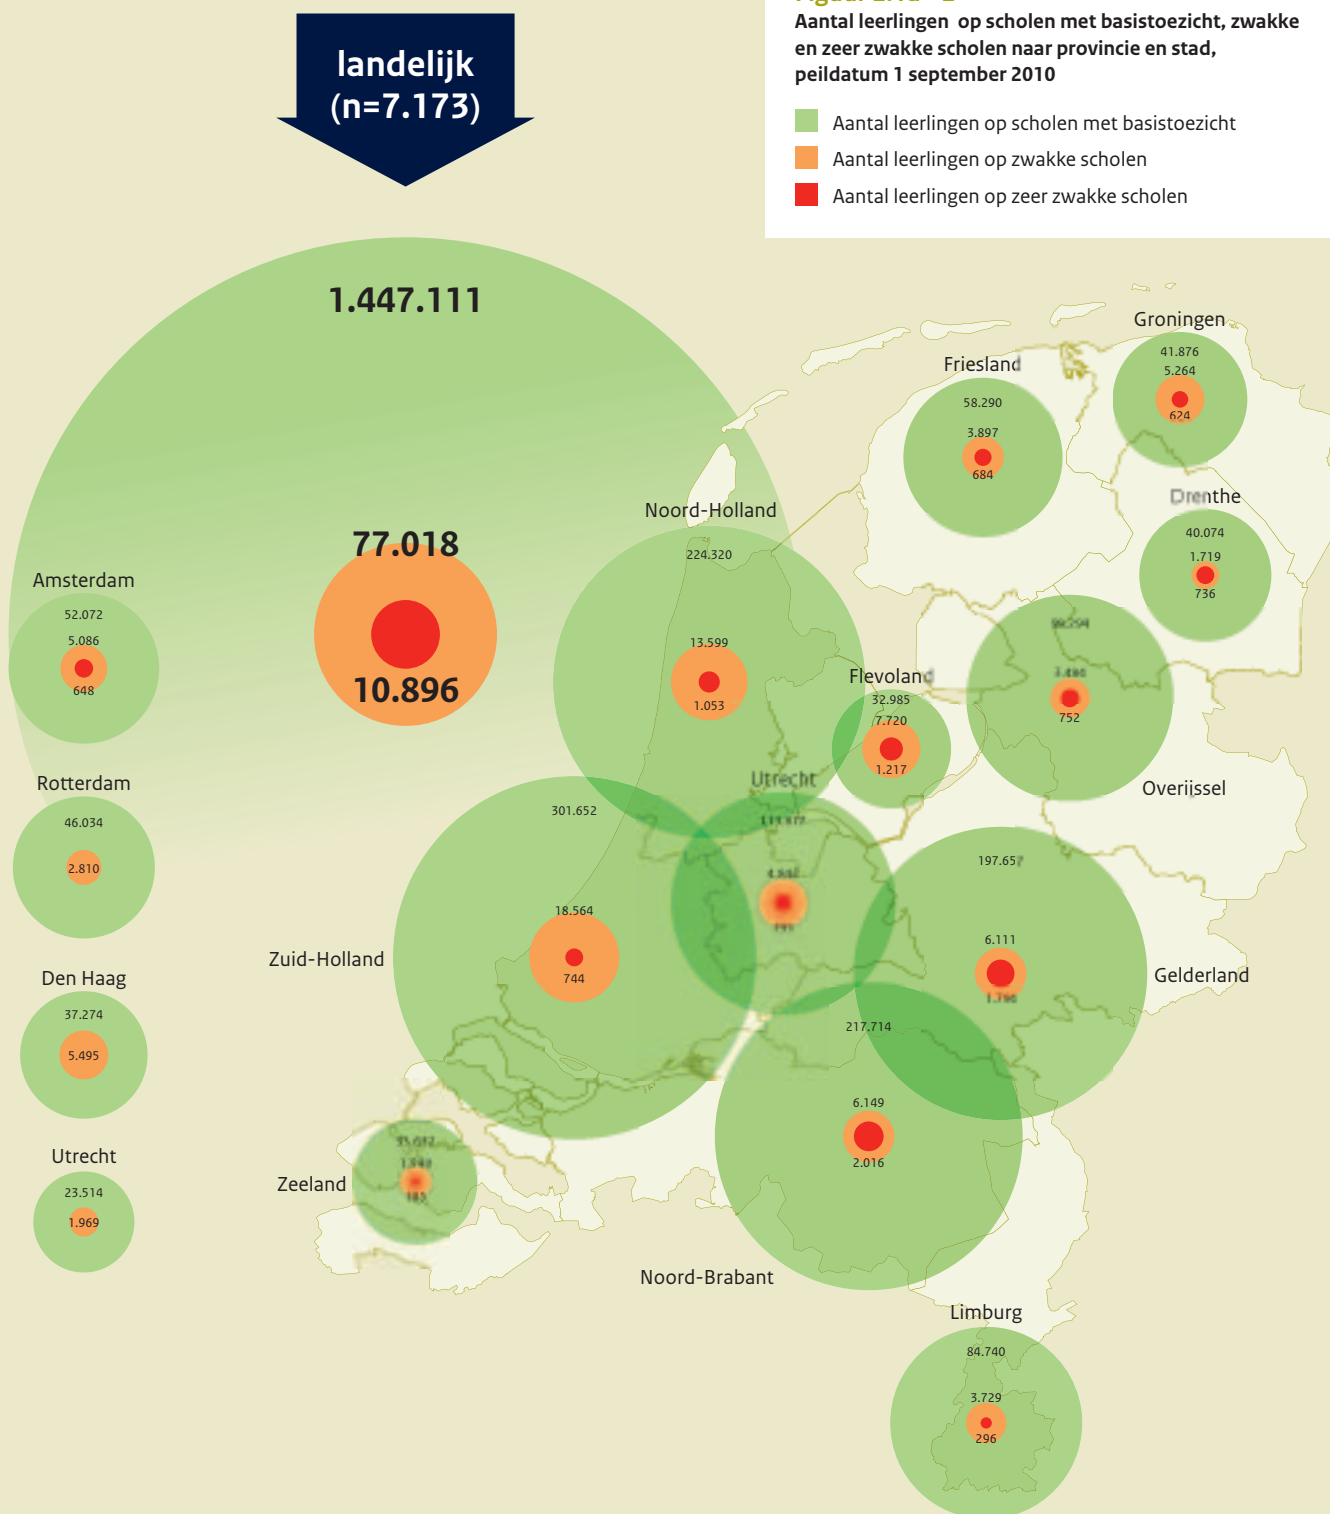 Aantal leerlingen op scholen met basistoezicht, zwakke
en zeer zwakke scholen naar provincie en stad,
peildatum 1 september 2010
Aantal leerlingen op scholen met basistoezicht
Aantal leerlingen op zwakke scholen
Aantal leerlingen op zeer zwakke scholen
landelijk
(n=7.173)
1.447.111
77.018
10.896
Amsterdam
52.072
5.086
648
Rotterdam
46.034
2.810
Den Haag
37.274
5.495
Utrecht
23.514
1.969
Groningen
41.876
5.264
624
Friesland
58.290
3.897
684
Drenthe
40.074
1.719
736
Noord-Holland
224.320
13.599
1.053
Flevoland
32.985
7.720
1.217
752
Overijssel
Utrecht
301.652
18.564
744
Zuid-Holland
197.657
6.111
Gelderland
217.714
6.149
2.016
Noord-Brabant
Zeeland
Limburg
84.740
3.729
296